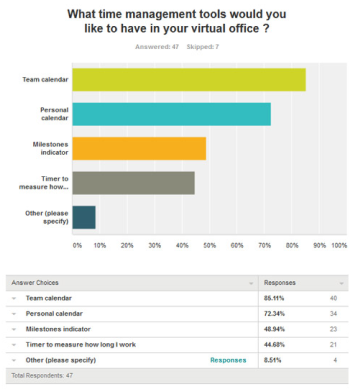 What time management tools would you
like to have in your virtual office ?
Answered: 47 Skipped: 7
Team calendar
Personal
calendar
Milestones
indicator
Timer to
measure how...
Other (please
specify)
0% 10% 20% 30% 40% 50% 60% 70% 80% 90% 100%
Answer Choices Responses
Team calendar 85.11% 40
Personal calendar 72.34% 34
Milestones indicator 48.94% 23
Timer to measure how long I work 44.68% 21
Other (please specify) Responses 8.51% 4
Total Respondents: 47